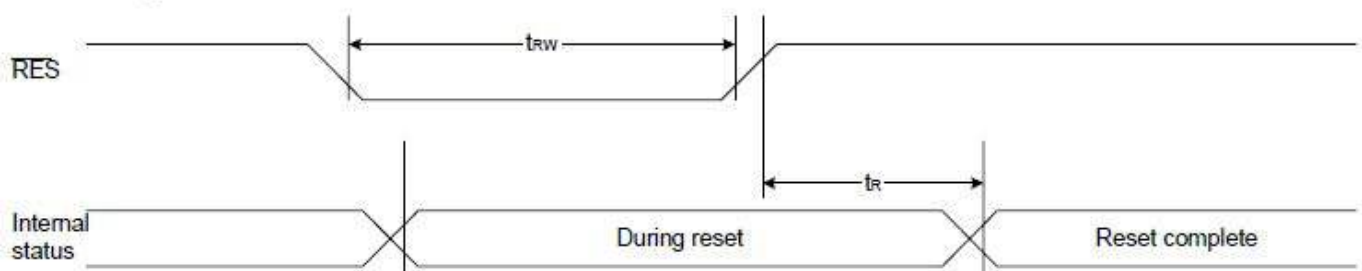 tRW
RES
tR
Internal
status
During reset
Reset complete